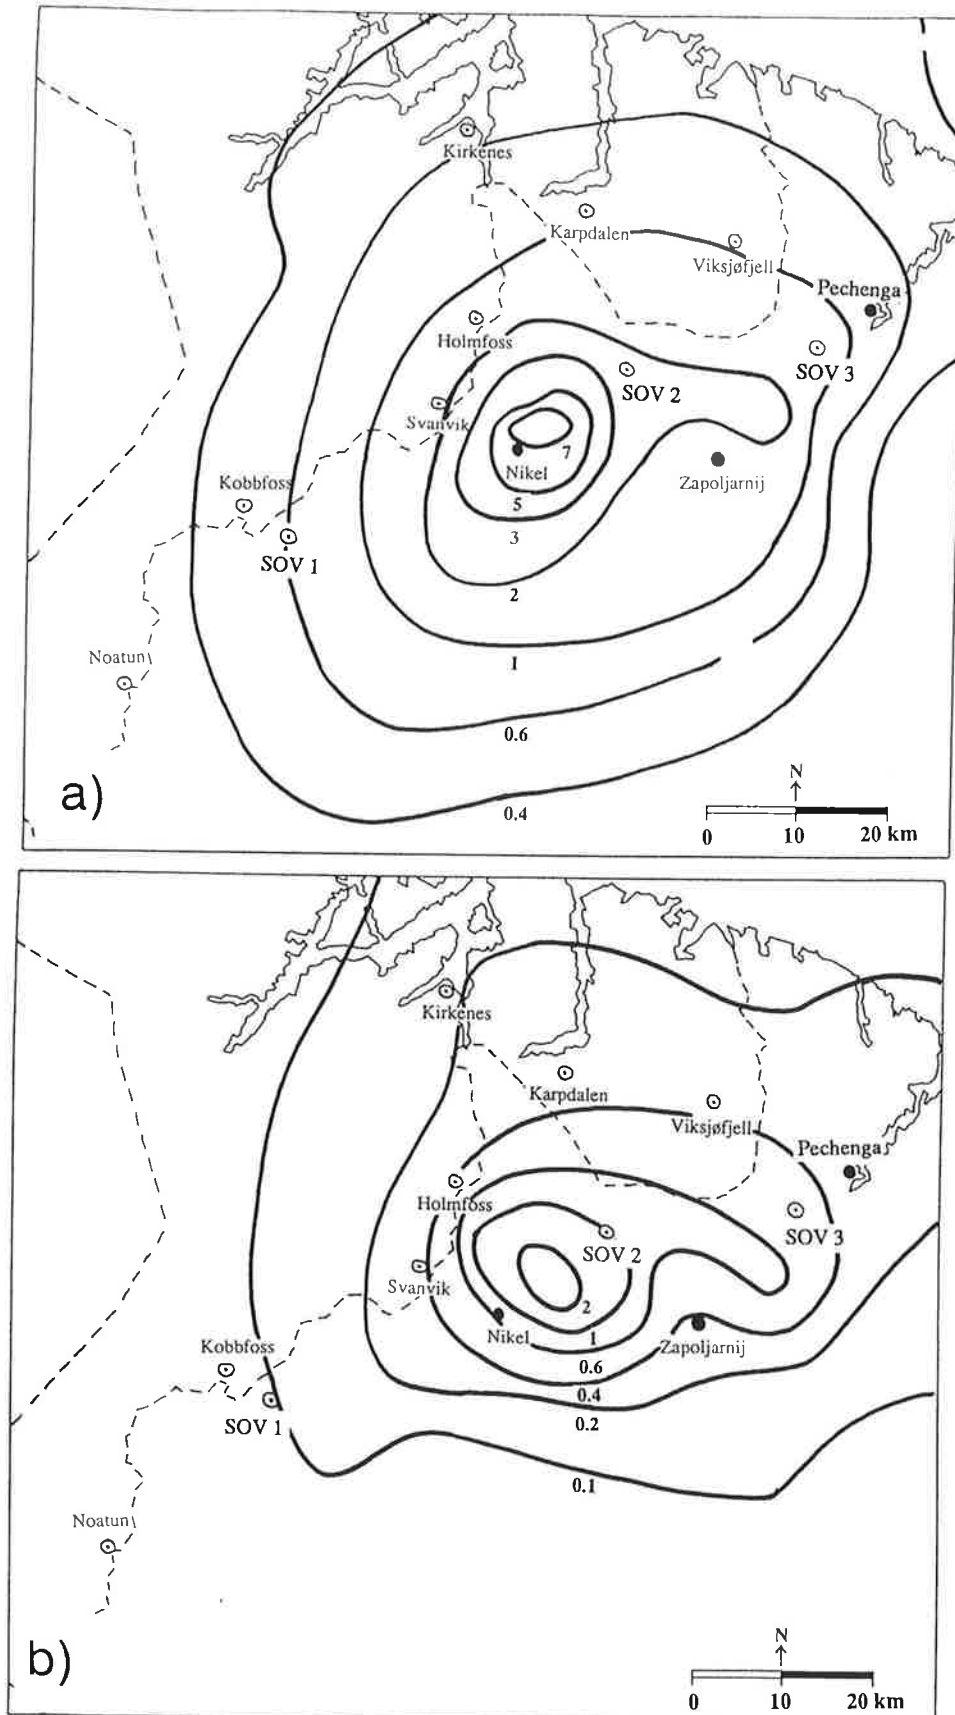 Kirkenes
Karpdalen
Viksjøfjell
Pechenga
Holmfoss
SOV 3
SOV 2
Svanvik
7
Nikel
Zapoljarnij
Kobbfoss
5
3
SOV 1
2
Noatun
1
0.6
a)
N
0.4
0 10 20 km
Kirkenes
Karpdalen
Viksjøfjell
Pechenga
Holmfoss
SOV 3
SOV 2
Svanvik
2
Nikel
1
Zapoljarnij
Kobbfoss
0.6
0.4
SOV 1
0.2
0.1
Noatun
b)
N
0 10 20 km